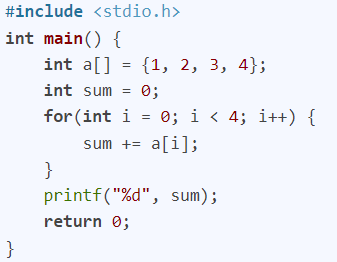 #include <stdio.h>
int main() {
    int a[] = {1, 2, 3, 4};
    int sum = 0;
    for(int i = 0; i < 4; i++) {
        sum += a[i];
    }
    printf("%d", sum);
    return 0;
}